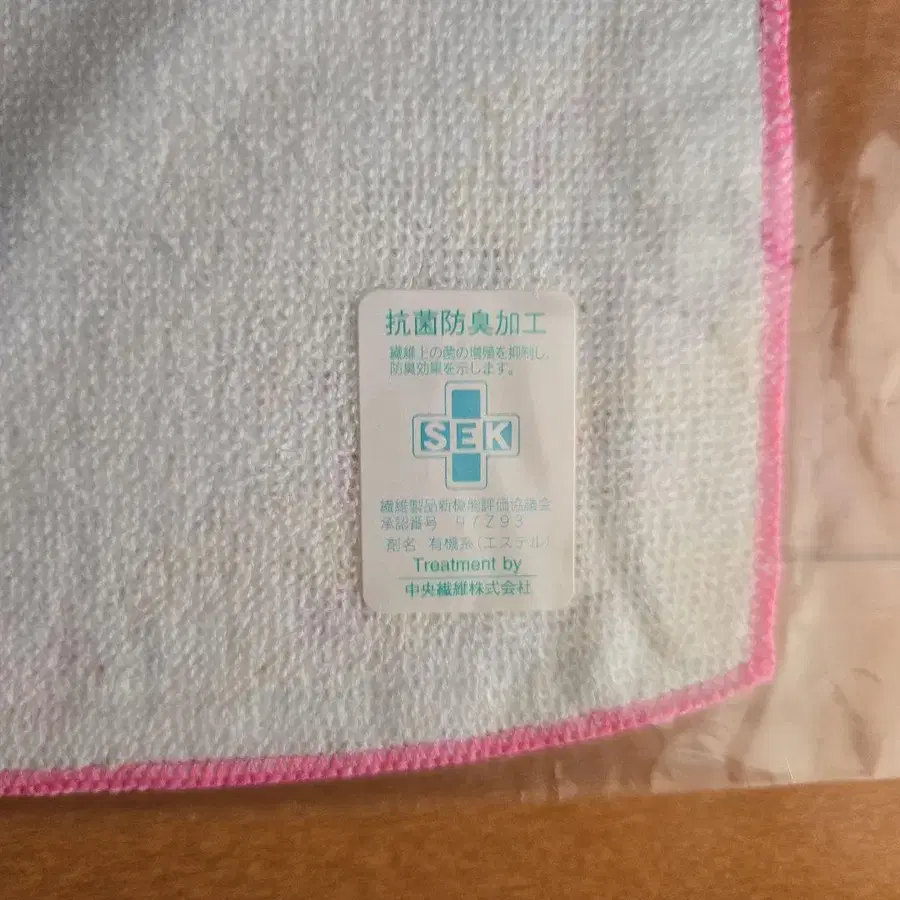 抗菌防臭加工
繊維上の菌の増殖を抑制し、
防臭効果を示します。
SEK
繊維製品新機能評価協議会
承認番号
剤名 有機系(エステル)
Treatment by
中央繊維株式会社